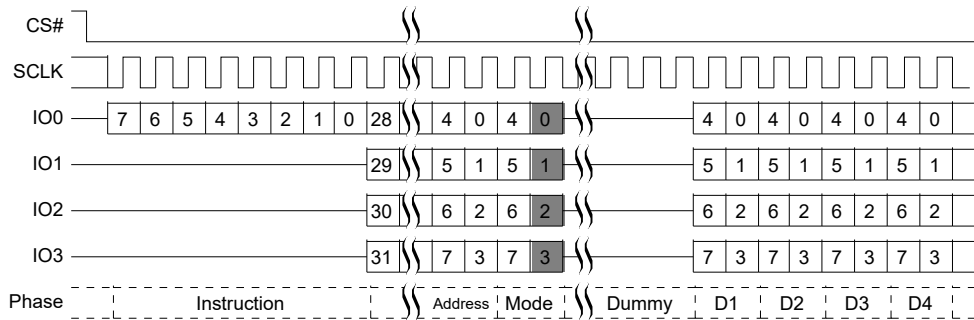 CS#
SCLK
IO0 7 6 5 4 3 2 1 0 28 4 0 4 0 4 0 4 0 4 0 4 0
IO1 29 5 1 5 1 5 1 5 1 5 1 5 1
IO2 30 6 2 6 2 6 2 6 2 6 2 6 2
IO3 31 7 3 7 3 7 3 7 3 7 3 7 3
Phase Instruction Address Mode Dummy D1 D2 D3 D4